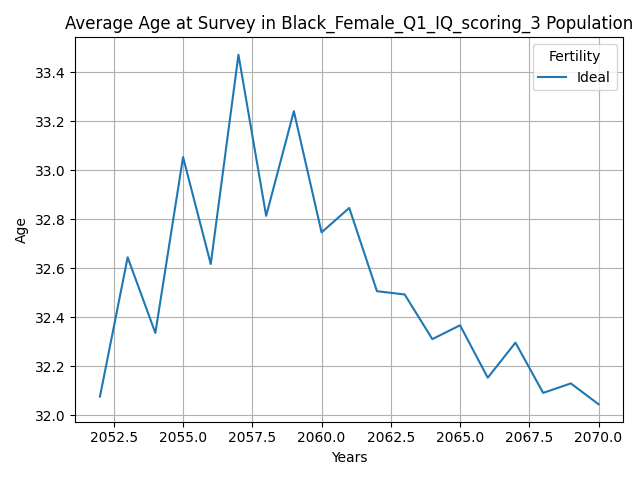 Average Age at Survey in Black_Female_Q1_IQ_scoring_3 Population
Fertility
Ideal
33.4
33.2
33.0
32.8
32.6
32.4
32.2
32.0
Age
2052.5 2055.0 2057.5 2060.0 2062.5 2065.0 2067.5 2070.0
Years